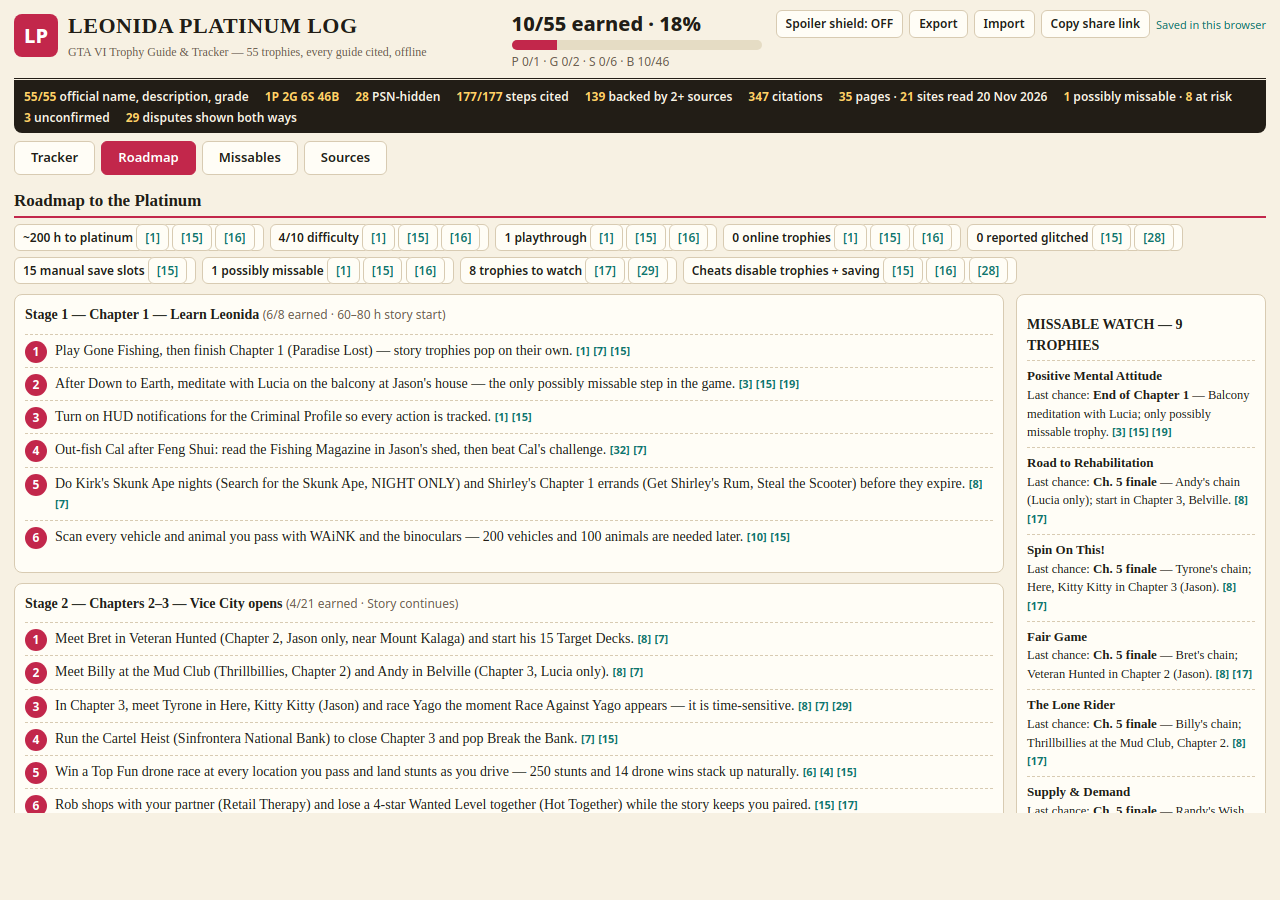 LP
LEONIDA PLATINUM LOG
GTA VI Trophy Guide & Tracker — 55 trophies, every guide cited, offline
10/55 earned · 18%
P 0/1 · G 0/2 · S 0/6 · B 10/46
Spoiler shield: OFF
Export
Import
Copy share link
Saved in this browser
55/55 official name, description, grade 1P 2G 6S 46B 28 PSN-hidden 177/177 steps cited 139 backed by 2+ sources 347 citations 35 pages · 21 sites read 20 Nov 2026 1 possibly missable · 8 at risk
3 unconfirmed 29 disputes shown both ways
Tracker
Roadmap
Missables
Sources
Roadmap to the Platinum
~200 h to platinum [1] [15] [16]
4/10 difficulty [1] [15] [16]
1 playthrough [1] [15] [16]
0 online trophies [1] [15] [16]
0 reported glitched [15] [28]
15 manual save slots [15]
1 possibly missable [1] [15] [16]
8 trophies to watch [17] [29]
Cheats disable trophies + saving [15] [16] [28]
Stage 1 — Chapter 1 — Learn Leonida (6/8 earned · 60–80 h story start)
1 Play Gone Fishing, then finish Chapter 1 (Paradise Lost) — story trophies pop on their own. [1] [7] [15]
2 After Down to Earth, meditate with Lucia on the balcony at Jason's house — the only possibly missable step in the game. [3] [15] [19]
3 Turn on HUD notifications for the Criminal Profile so every action is tracked. [1] [15]
4 Out-fish Cal after Feng Shui: read the Fishing Magazine in Jason's shed, then beat Cal's challenge. [32] [7]
5 Do Kirk's Skunk Ape nights (Search for the Skunk Ape, NIGHT ONLY) and Shirley's Chapter 1 errands (Get Shirley's Rum, Steal the Scooter) before they expire. [8]
[7]
6 Scan every vehicle and animal you pass with WAiNK and the binoculars — 200 vehicles and 100 animals are needed later. [10] [15]
Stage 2 — Chapters 2–3 — Vice City opens (4/21 earned · Story continues)
1 Meet Bret in Veteran Hunted (Chapter 2, Jason only, near Mount Kalaga) and start his 15 Target Decks. [8] [7]
2 Meet Billy at the Mud Club (Thrillbillies, Chapter 2) and Andy in Belville (Chapter 3, Lucia only). [8] [7]
3 In Chapter 3, meet Tyrone in Here, Kitty Kitty (Jason) and race Yago the moment Race Against Yago appears — it is time-sensitive. [8] [7] [29]
4 Run the Cartel Heist (Sinfrontera National Bank) to close Chapter 3 and pop Break the Bank. [7] [15]
5 Win a Top Fun drone race at every location you pass and land stunts as you drive — 250 stunts and 14 drone wins stack up naturally. [6] [4] [15]
6 Rob shops with your partner (Retail Therapy) and lose a 4-star Wanted Level together (Hot Together) while the story keeps you paired. [15] [17]
MISSABLE WATCH — 9
TROPHIES
Positive Mental Attitude
Last chance: End of Chapter 1 — Balcony
meditation with Lucia; only possibly
missable trophy. [3] [15] [19]
Road to Rehabilitation
Last chance: Ch. 5 finale — Andy's chain
(Lucia only); start in Chapter 3, Belville. [8]
[17]
Spin On This!
Last chance: Ch. 5 finale — Tyrone's chain;
Here, Kitty Kitty in Chapter 3 (Jason). [8]
[17]
Fair Game
Last chance: Ch. 5 finale — Bret's chain;
Veteran Hunted in Chapter 2 (Jason). [8] [17]
The Lone Rider
Last chance: Ch. 5 finale — Billy's chain;
Thrillbillies at the Mud Club, Chapter 2. [8]
[17]
Supply & Demand
Last chance: Ch. 5 finale — Randy's Wish